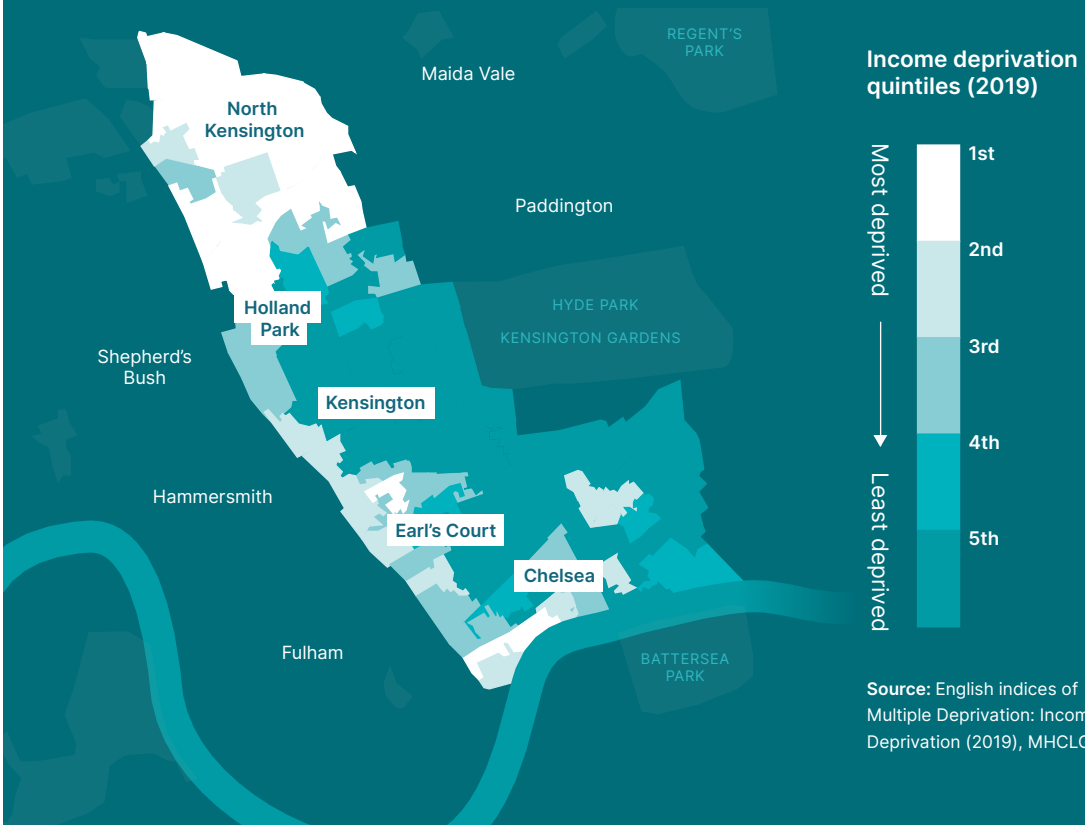 REGENT'S
PARK
Maida Vale
North
Kensington
Paddington
HYDE PARK
KENSINGTON GARDENS
Holland
Park
Shepherd's
Bush
Kensington
Hammersmith
Earl's Court
Chelsea
Fulham
BATTERSEA
PARK
Income deprivation
quintiles (2019)
Most deprived
Least deprived
1st
2nd
3rd
4th
5th
Source: English indices of
Multiple Deprivation: Incom
Deprivation (2019), MHCLG